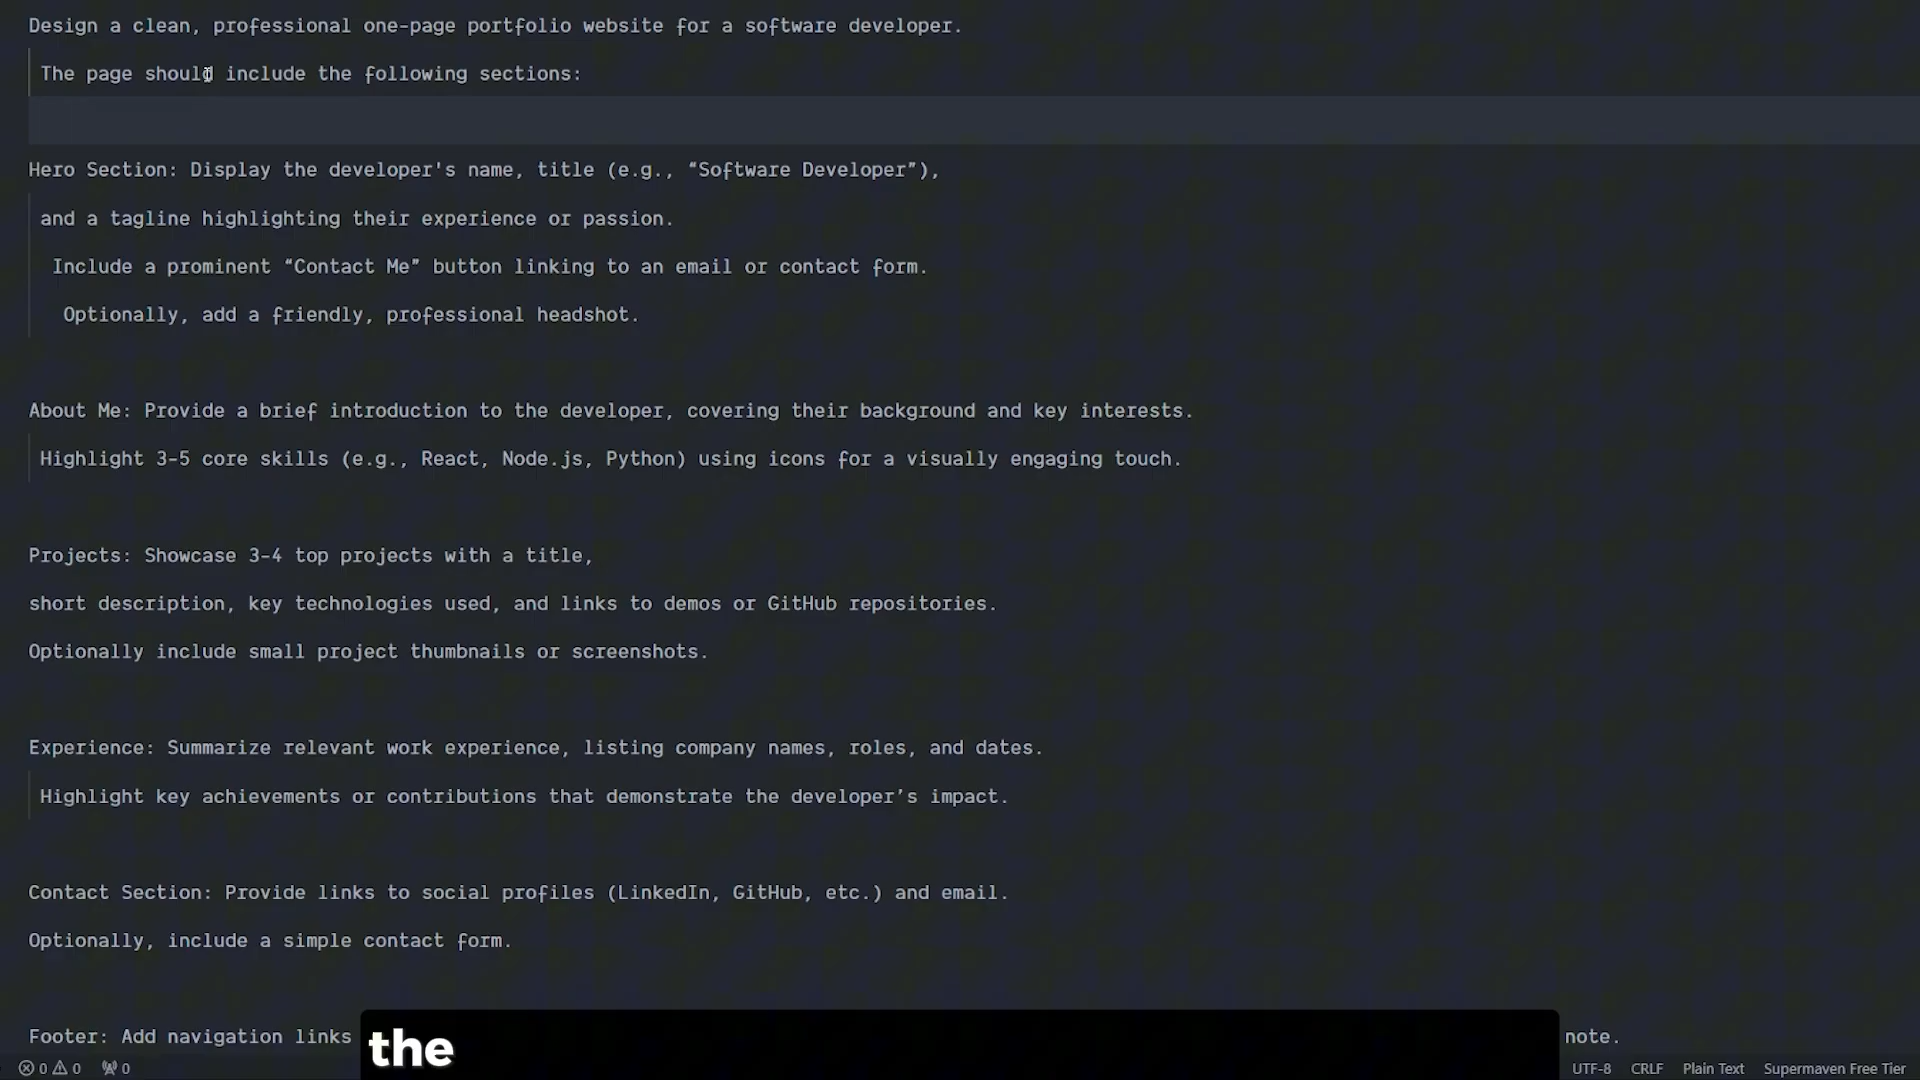 Design a clean, professional one-page portfolio website for a software developer.
The page should include the following sections:
Hero Section: Display the developer's name, title (e.g., “Software Developer”),
and a tagline highlighting their experience or passion.
Include a prominent “Contact Me” button linking to an email or contact form.
Optionally, add a friendly, professional headshot.
About Me: Provide a brief introduction to the developer, covering their background and key interests.
Highlight 3-5 core skills (e.g., React, Node.js, Python) using icons for a visually engaging touch.
Projects: Showcase 3-4 top projects with a title,
short description, key technologies used, and links to demos or GitHub repositories.
Optionally include small project thumbnails or screenshots.
Experience: Summarize relevant work experience, listing company names, roles, and dates.
Highlight key achievements or contributions that demonstrate the developer’s impact.
Contact Section: Provide links to social profiles (LinkedIn, GitHub, etc.) and email.
Optionally, include a simple contact form.
Footer: Add navigation links note.
the
0 0 0 UTF-8 CRLF Plain Text Supermaven Free Tier